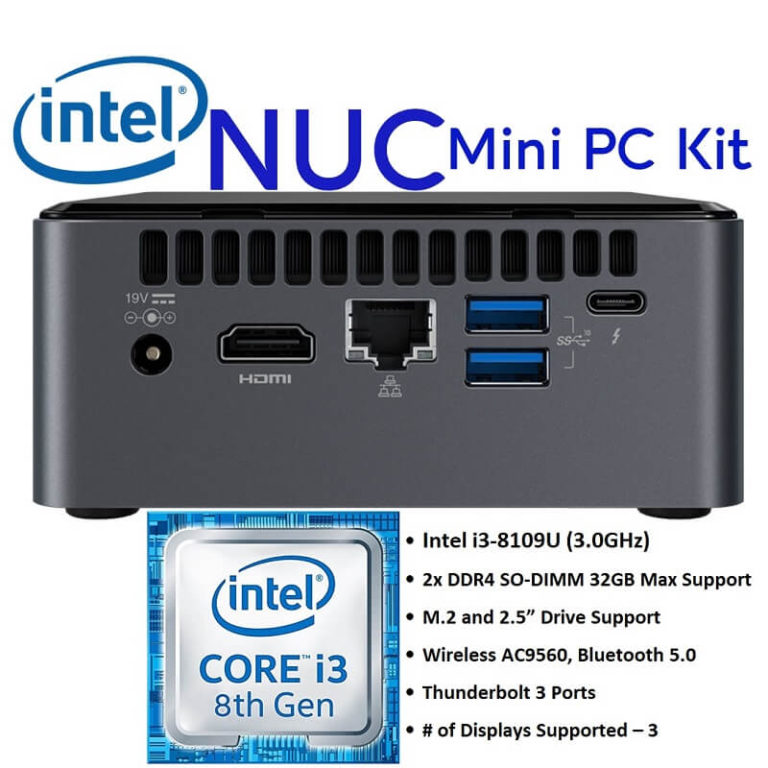 intel® NUC Mini PC Kit
19V
HDMI
SS
intel®
CORE™ i3
8th Gen
• Intel i3-8109U (3.0GHz)
• 2x DDR4 SO-DIMM 32GB Max Support
• M.2 and 2.5” Drive Support
• Wireless AC9560, Bluetooth 5.0
• Thunderbolt 3 Ports
• # of Displays Supported – 3